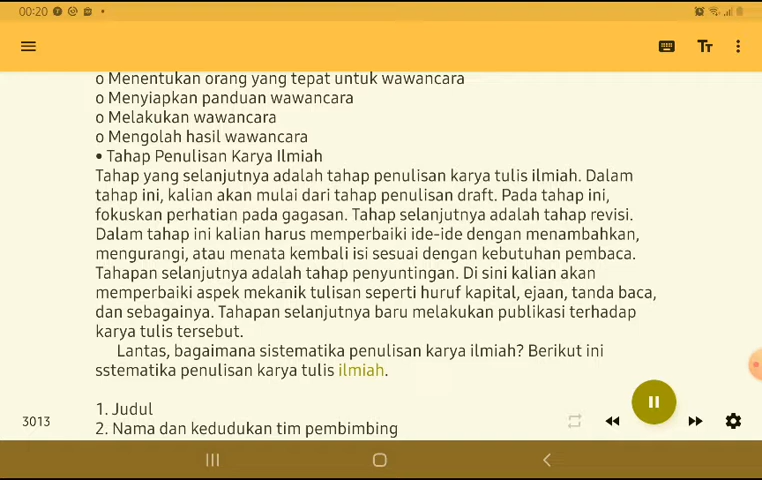 00:20
o Menentukan orang yang tepat untuk wawancara
o Menyiapkan panduan wawancara
o Melakukan wawancara
o Mengolah hasil wawancara
• Tahap Penulisan Karya Ilmiah
Tahap yang selanjutnya adalah tahap penulisan karya tulis ilmiah. Dalam
tahap ini, kalian akan mulai dari tahap penulisan draft. Pada tahap ini,
fokuskan perhatian pada gagasan. Tahap selanjutnya adalah tahap revisi.
Dalam tahap ini kalian harus memperbaiki ide-ide dengan menambahkan,
mengurangi, atau menata kembali isi sesuai dengan kebutuhan pembaca.
Tahapan selanjutnya adalah tahap penyuntingan. Di sini kalian akan
memperbaiki aspek mekanik tulisan seperti huruf kapital, ejaan, tanda baca,
dan sebagainya. Tahapan selanjutnya baru melakukan publikasi terhadap
karya tulis tersebut.
Lantas, bagaimana sistematika penulisan karya ilmiah? Berikut ini
sstematika penulisan karya tulis ilmiah.
1. Judul
3013
2. Nama dan kedudukan tim pembimbing